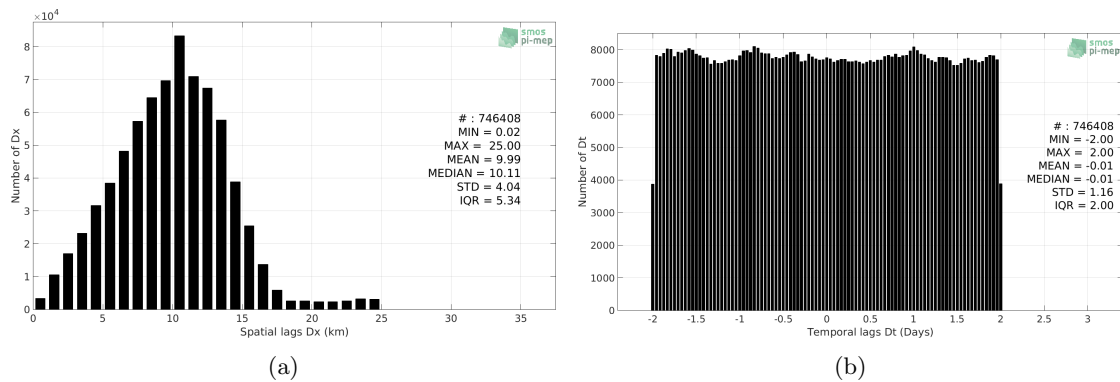 ×10⁴
8
7
6
5
4
3
2
1
0
Number of Dx
smos
pi-mep
# : 746408
MIN = 0.02
MAX = 25.00
MEAN = 9.99
MEDIAN = 10.11
STD = 4.04
IQR = 5.34
0 5 10 15 20 25 30 35
Spatial lags Dx (km)
(a)
8000
7000
6000
5000
4000
3000
2000
1000
0
Number of Dt
smos
pi-mep
# : 746408
MIN = -2.00
MAX = 2.00
MEAN = -0.01
MEDIAN = -0.01
STD = 1.16
IQR = 2.00
-2 -1.5 -1 -0.5 0 0.5 1 1.5 2 2.5 3
Temporal lags Dt (Days)
(b)